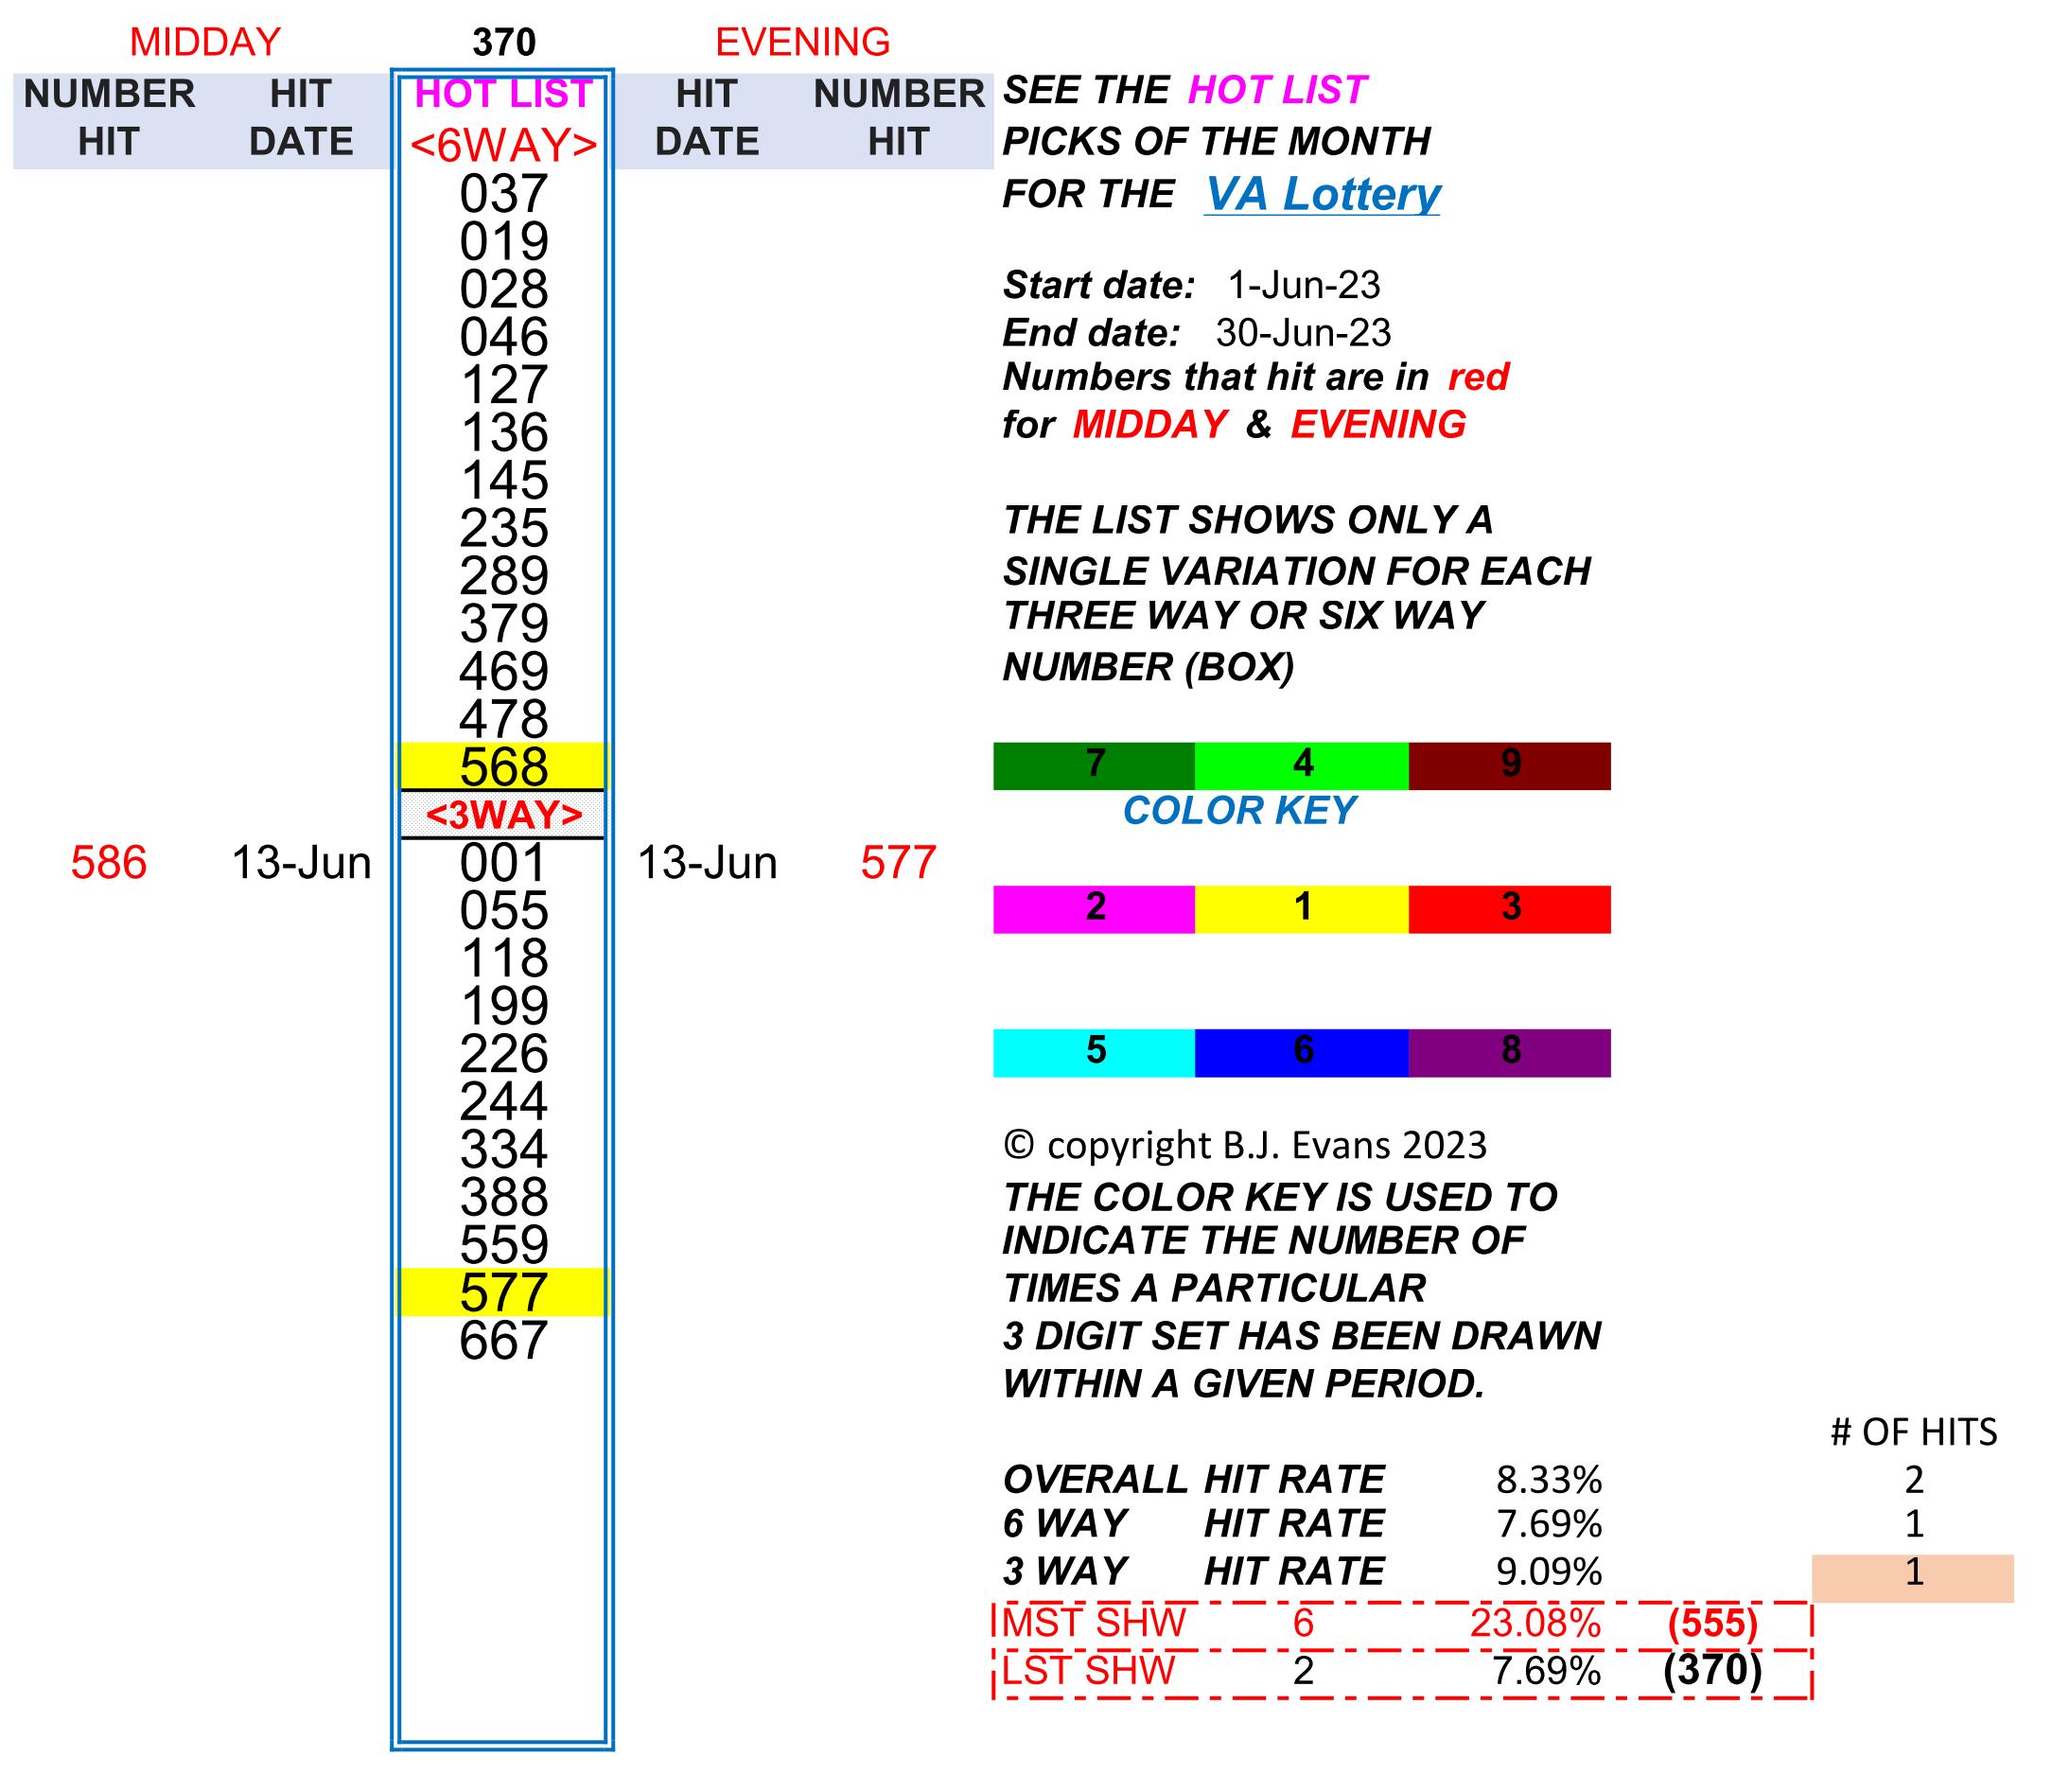 MIDDAY 370 EVENING
NUMBER HIT HOT LIST HIT NUMBER
HIT DATE <6WAY> DATE HIT
037
019
028
046
127
136
145
235
289
379
469
478
568
<3WAY>
586 13-Jun 001 13-Jun 577
055
118
199
226
244
334
388
559
577
667
SEE THE HOT LIST
PICKS OF THE MONTH
FOR THE VA Lottery
Start date: 1-Jun-23
End date: 30-Jun-23
Numbers that hit are in red
for MIDDAY & EVENING
THE LIST SHOWS ONLY A
SINGLE VARIATION FOR EACH
THREE WAY OR SIX WAY
NUMBER (BOX)
7 4 9
COLOR KEY
2 1 3
5 6 8
© copyright B.J. Evans 2023
THE COLOR KEY IS USED TO
INDICATE THE NUMBER OF
TIMES A PARTICULAR
3 DIGIT SET HAS BEEN DRAWN
WITHIN A GIVEN PERIOD.
# OF HITS
OVERALL HIT RATE 8.33% 2
6 WAY HIT RATE 7.69% 1
3 WAY HIT RATE 9.09% 1
MST SHW 6 23.08% (555)
LST SHW 2 7.69% (370)